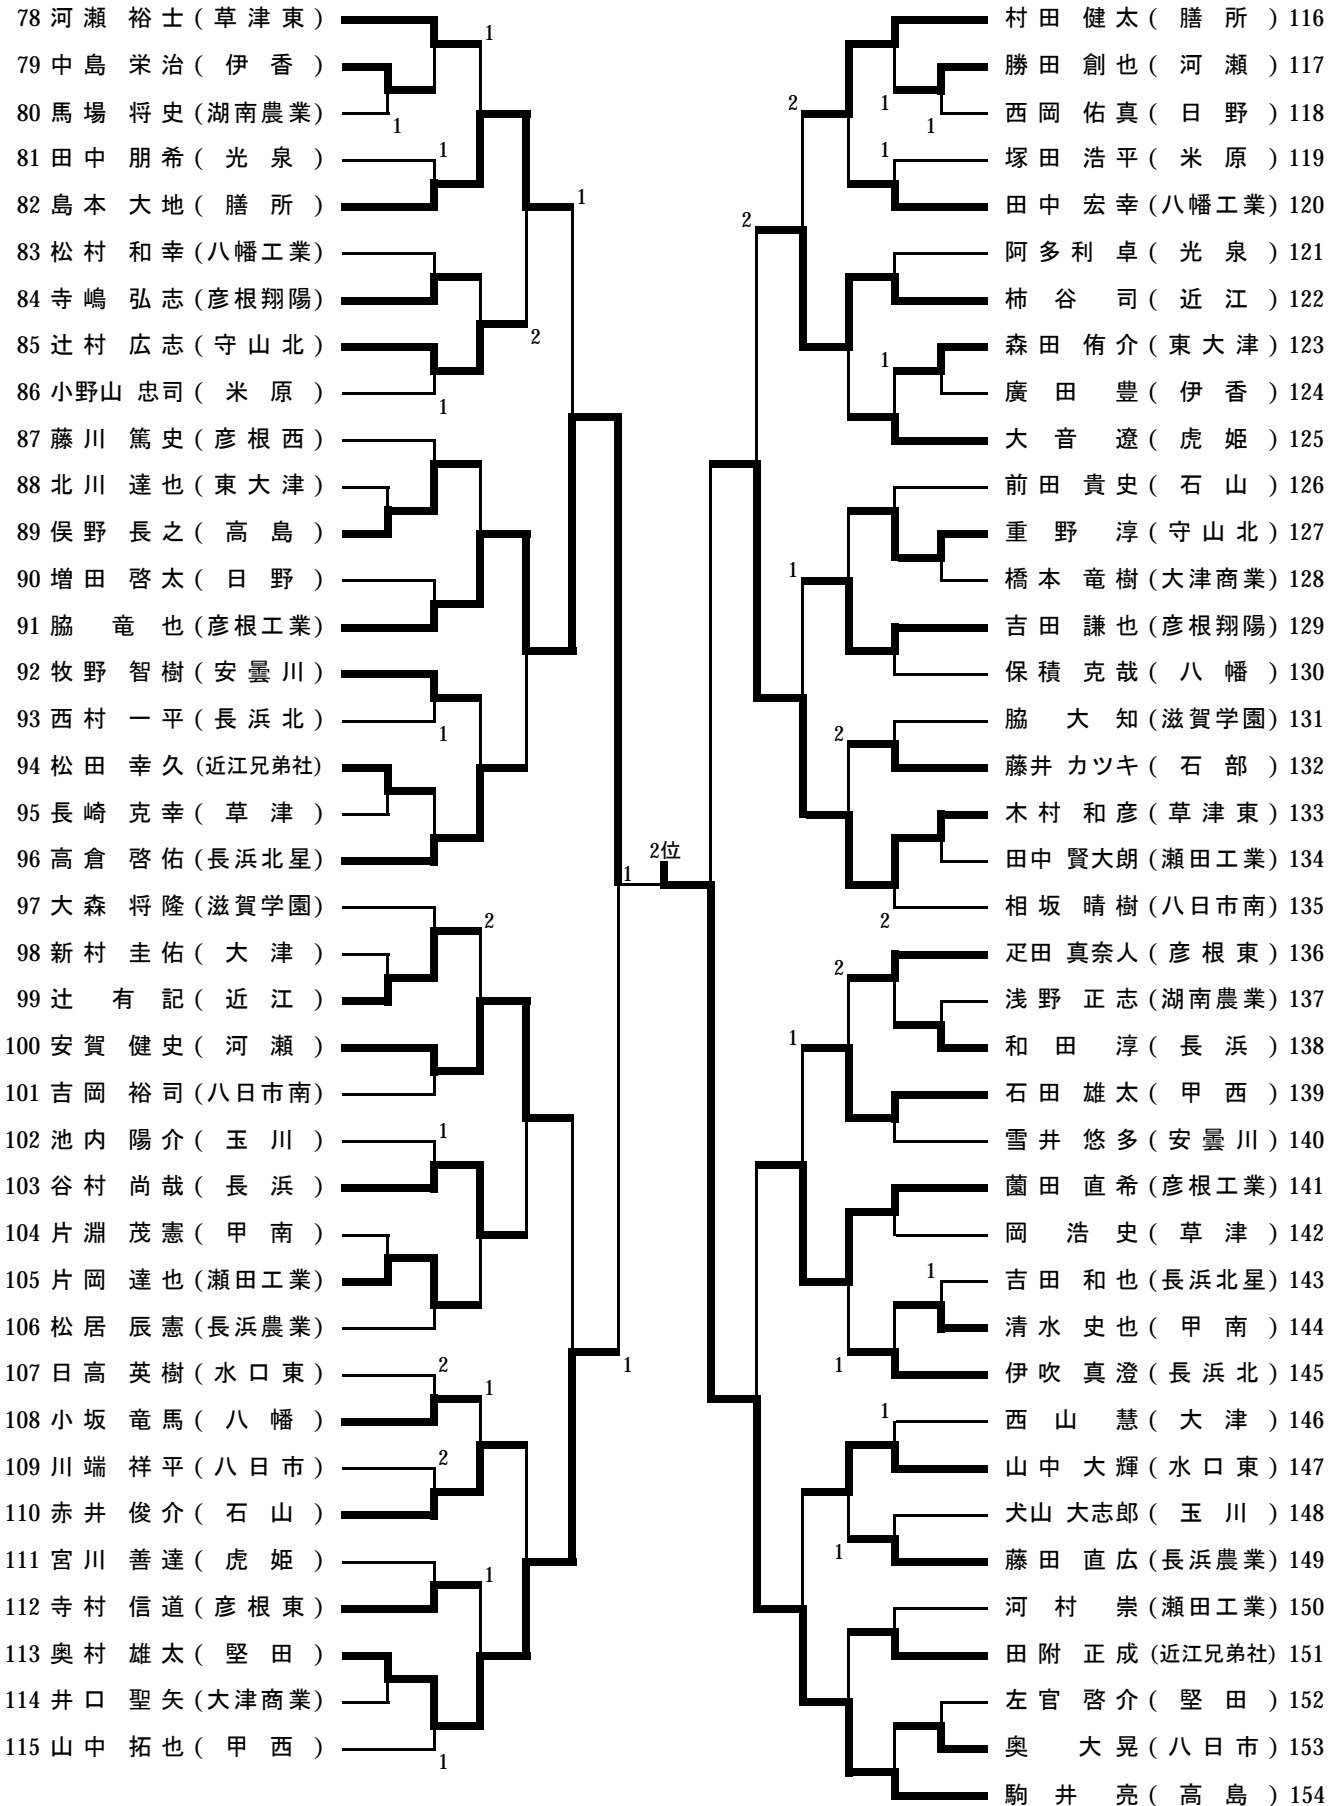 78 河瀬 裕士 (草津東)
79 中島 栄治 (伊香)
80 馬場 将史 (湖南農業)
81 田中 朋希 (光泉)
82 島本 大地 (膳所)
83 松村 和幸 (八幡工業)
84 寺嶋 弘志 (彦根翔陽)
85 辻村 広志 (守山北)
86 小野山 忠司 (米原)
87 藤川 篤史 (彦根西)
88 北川 達也 (東大津)
89 俣野 長之 (高島)
90 増田 啓太 (日野)
91 脇 竜也 (彦根工業)
92 牧野 智樹 (安曇川)
93 西村 一平 (長浜北)
94 松田 幸久 (近江兄弟社)
95 長崎 克幸 (草津)
96 高倉 啓佑 (長浜北星)
97 大森 将隆 (滋賀学園)
98 新村 圭佑 (大津)
99 辻 有記 (近江)
100 安賀 健史 (河瀬)
101 吉岡 裕司 (八日市南)
102 池内 陽介 (玉川)
103 谷村 尚哉 (長浜)
104 片淵 茂憲 (甲南)
105 片岡 達也 (瀬田工業)
106 松居 辰憲 (長浜農業)
107 日高 英樹 (水口東)
108 小坂 竜馬 (八幡)
109 川端 祥平 (八日市)
110 赤井 俊介 (石山)
111 宮川 善達 (虎姫)
112 寺村 信道 (彦根東)
113 奥村 雄太 (堅田)
114 井口 聖矢 (大津商業)
115 山中 拓也 (甲西)
1
1
1
1
2
1
1
2
1
2
1
2
1
1
1
1
2位
村田 健太 (膳所) 116
勝田 創也 (河瀬) 117
西岡 佑真 (日野) 118
塚田 浩平 (米原) 119
田中 宏幸 (八幡工業) 120
阿多利 卓 (光泉) 121
柿谷 司 (近江) 122
森田 侑介 (東大津) 123
廣田 豊 (伊香) 124
大音 遼 (虎姫) 125
前田 貴史 (石山) 126
重野 淳 (守山北) 127
橋本 竜樹 (大津商業) 128
吉田 謙也 (彦根翔陽) 129
保積 克哉 (八幡) 130
脇 大知 (滋賀学園) 131
藤井 カツキ (石部) 132
木村 和彦 (草津東) 133
田中 賢大朗 (瀬田工業) 134
相坂 晴樹 (八日市南) 135
疋田 真奈人 (彦根東) 136
浅野 正志 (湖南農業) 137
和田 淳 (長浜) 138
石田 雄太 (甲西) 139
雪井 悠多 (安曇川) 140
薗田 直希 (彦根工業) 141
岡 浩史 (草津) 142
吉田 和也 (長浜北星) 143
清水 史也 (甲南) 144
伊吹 真澄 (長浜北) 145
西山 慧 (大津) 146
山中 大輝 (水口東) 147
犬山 大志郎 (玉川) 148
藤田 直広 (長浜農業) 149
河村 崇 (瀬田工業) 150
田附 正成 (近江兄弟社) 151
左官 啓介 (堅田) 152
奥 大晃 (八日市) 153
駒井 亮 (高島) 154
2
1
1
1
2
1
1
2
2
2
1
1
1
1
1